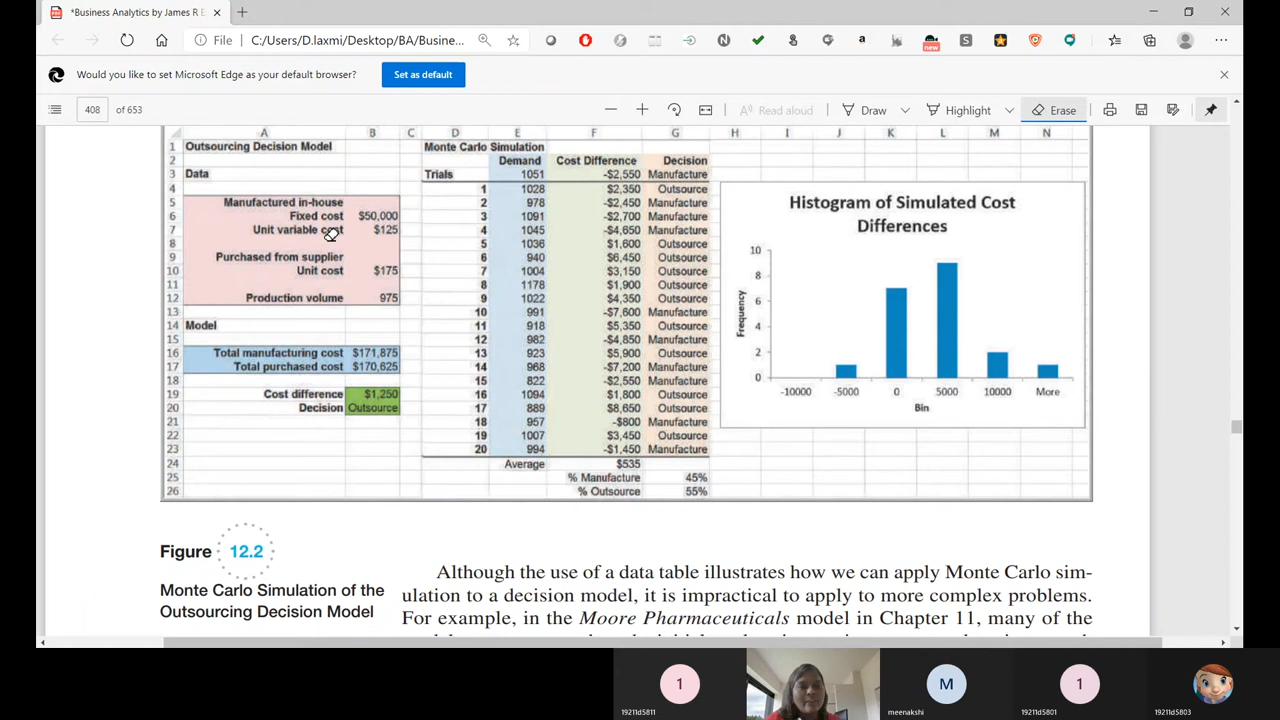 *Business Analytics by James R E
File
C:/Users/D.laxmi/Desktop/BA/Busine...
new
Would you like to set Microsoft Edge as your default browser?
Set as default
408 of 653
Read aloud
Draw
Highlight
Erase
A B C D E F G H I J K L M N
1 Outsourcing Decision Model Monte Carlo Simulation
2 Demand Cost Difference Decision
3 Data Trials 1051 -$2,550 Manufacture
4 1 1028 $2,350 Outsource
5 Manufactured in-house 2 978 -$2,450 Manufacture
6 Fixed cost $50,000 3 1091 -$2,700 Manufacture
7 Unit variable cost $125 4 1045 -$4,650 Manufacture
8 5 1036 $1,600 Outsource
9 Purchased from supplier 6 940 $6,450 Outsource
10 Unit cost $175 7 1004 $3,150 Outsource
11 8 1178 $1,900 Outsource
12 Production volume 975 9 1022 $4,350 Outsource
13 10 991 -$7,600 Manufacture
14 Model 11 918 $5,350 Outsource
15 12 982 -$4,850 Manufacture
16 Total manufacturing cost $171,875 13 923 $5,900 Outsource
17 Total purchased cost $170,625 14 968 -$7,200 Manufacture
18 15 822 -$2,550 Manufacture
19 Cost difference $1,250 16 1094 $1,800 Outsource
20 Decision Outsource 17 889 $8,650 Outsource
21 18 957 -$800 Manufacture
22 19 1007 $3,450 Outsource
23 20 994 -$1,450 Manufacture
24 Average $535
25 % Manufacture 45%
26 % Outsource 55%
Histogram of Simulated Cost
Differences
Frequency
10
8
6
4
2
0
-10000 -5000 0 5000 10000 More
Bin
Figure 12.2
Monte Carlo Simulation of the
Outsourcing Decision Model
Although the use of a data table illustrates how we can apply Monte Carlo sim-
ulation to a decision model, it is impractical to apply to more complex problems.
For example, in the Moore Pharmaceuticals model in Chapter 11, many of the
1
19211d5811
M
meenakshi
1
19211d5801
19211d5803